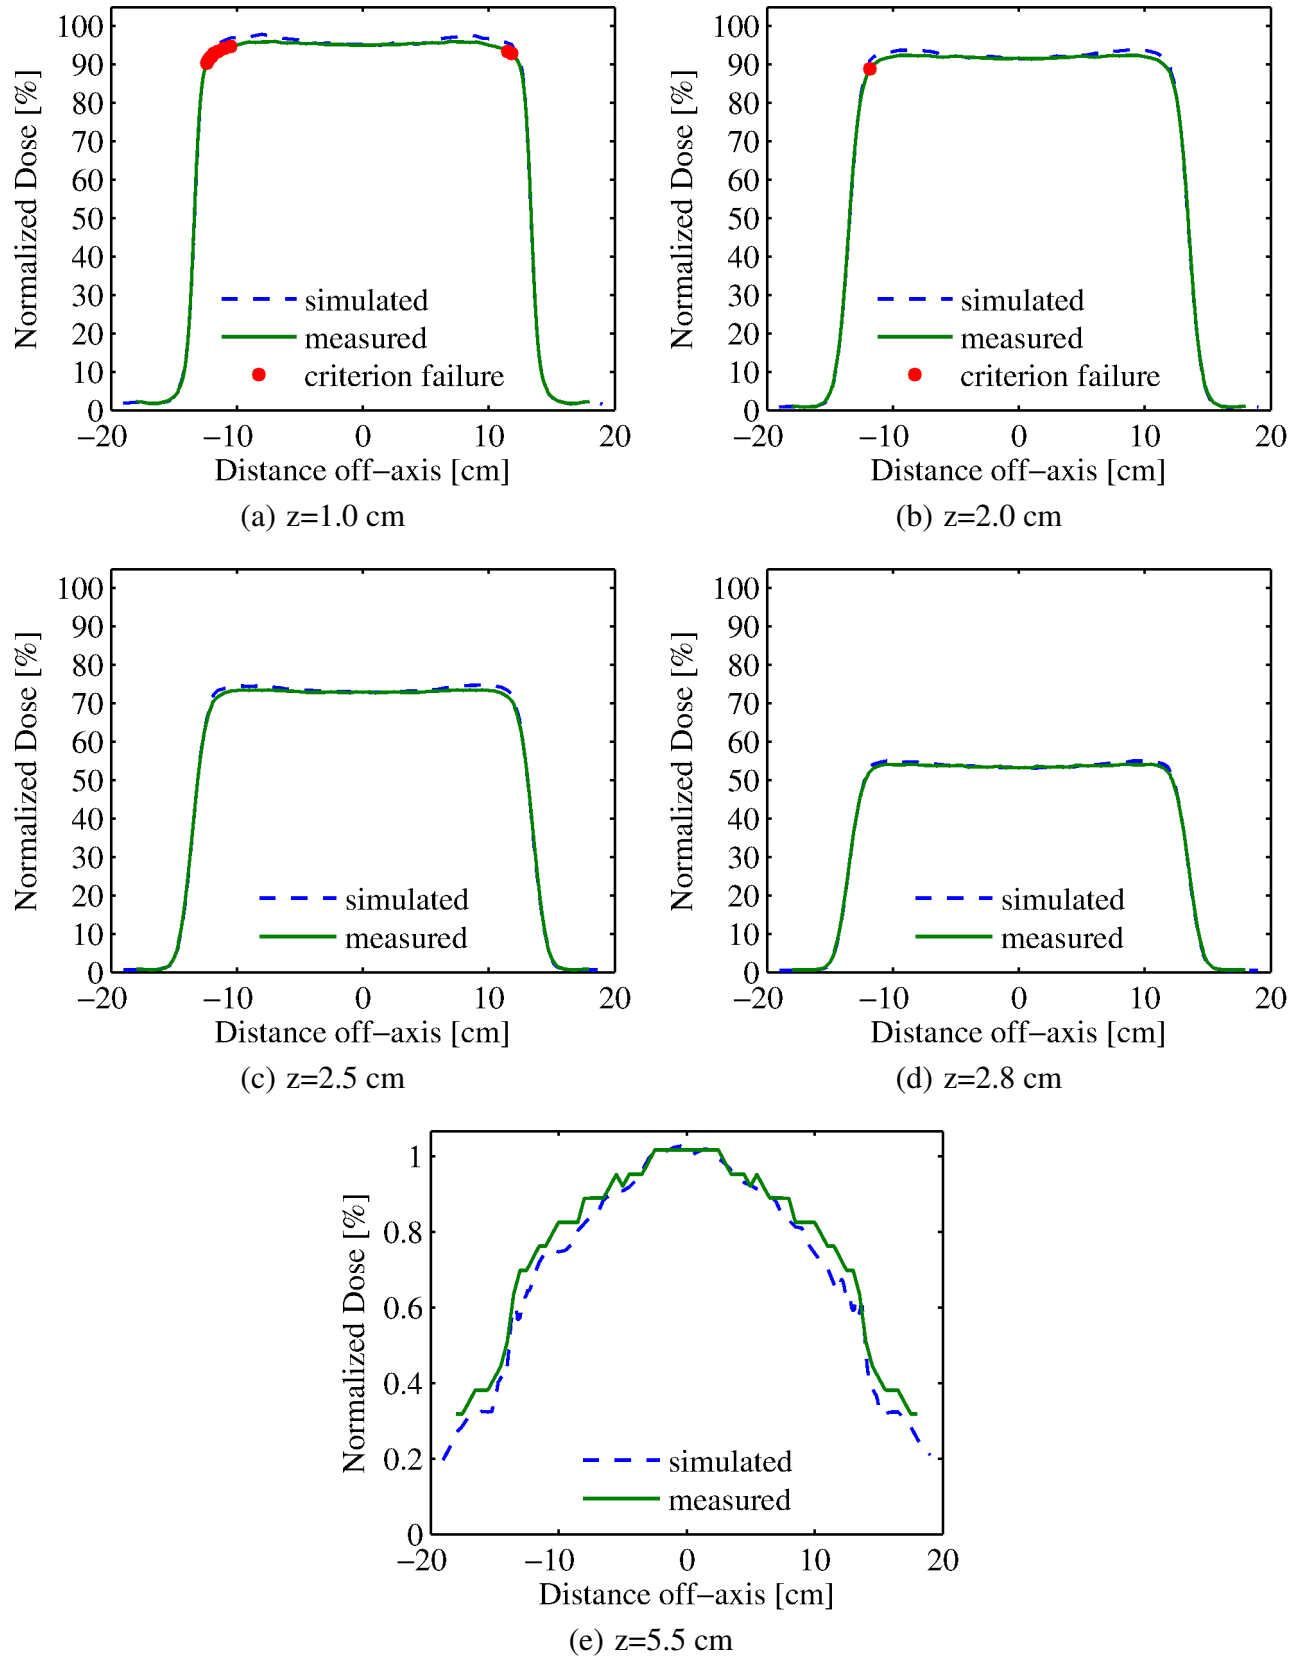 100
90
80
70
60
50
40
30
20
10
0
Normalized Dose [%]
simulated
measured
criterion failure
−20 −10 0 10 20
Distance off−axis [cm]
(a) z=1.0 cm
100
90
80
70
60
50
40
30
20
10
0
Normalized Dose [%]
simulated
measured
criterion failure
−20 −10 0 10 20
Distance off−axis [cm]
(b) z=2.0 cm
100
90
80
70
60
50
40
30
20
10
0
Normalized Dose [%]
simulated
measured
−20 −10 0 10 20
Distance off−axis [cm]
(c) z=2.5 cm
100
90
80
70
60
50
40
30
20
10
0
Normalized Dose [%]
simulated
measured
−20 −10 0 10 20
Distance off−axis [cm]
(d) z=2.8 cm
1
0.8
0.6
0.4
0.2
0
Normalized Dose [%]
simulated
measured
−20 −10 0 10 20
Distance off−axis [cm]
(e) z=5.5 cm